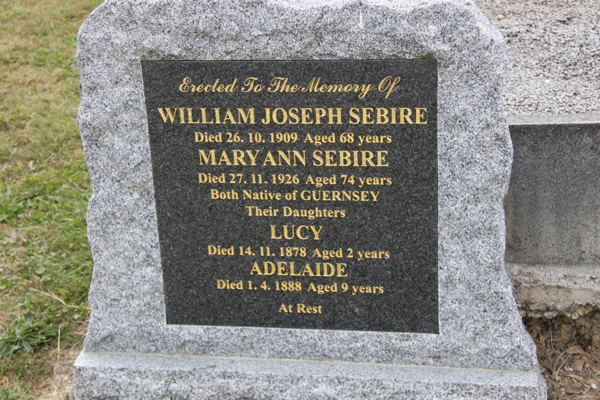 Erected To The Memory Of
WILLIAM JOSEPH SEBIRE
Died 26. 10. 1909 Aged 68 years
MARY ANN SEBIRE
Died 27. 11. 1926 Aged 74 years
Both Native of GUERNSEY
Their Daughters
LUCY
Died 14. 11. 1878 Aged 2 years
ADELAIDE
Died 1. 4. 1888 Aged 9 years
At Rest